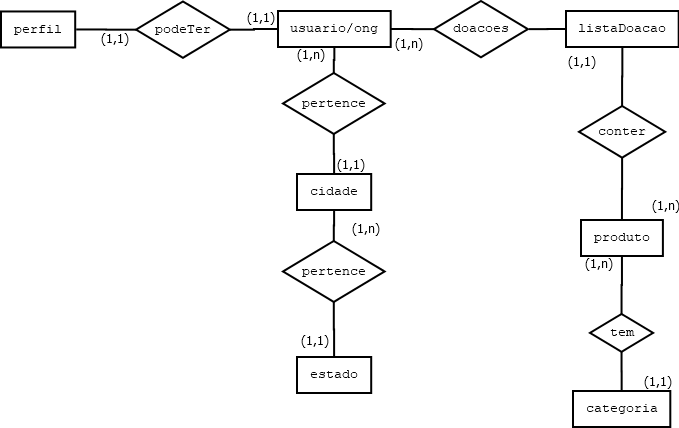 perfil
(1,1)
podeTer
(1,1)
usuario/ong
(1,n)
(1,n)
doacoes
listaDoacao
(1,1)
pertence
conter
(1,1)
cidade
(1,n)
(1,n)
produto
(1,n)
pertence
tem
(1,1)
estado
(1,1)
categoria